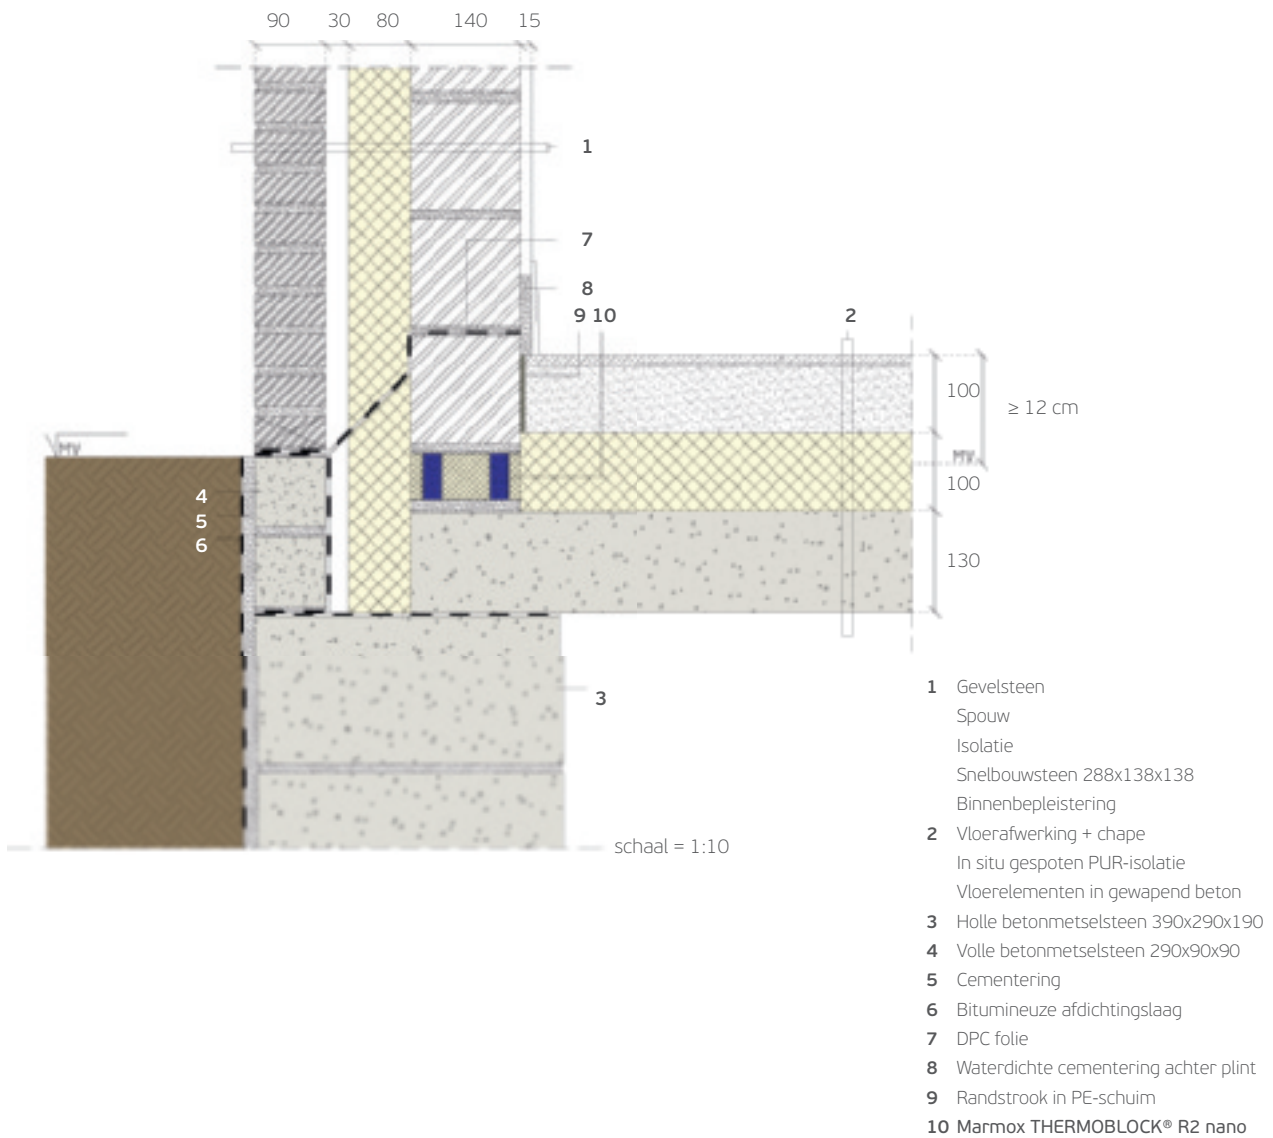 90 30 80 140 15
1
7
8
9 10 2
100
≥ 12 cm
MV
MV
100
4
5
6
130
3
schaal = 1:10
1 Gevelsteen
Spouw
Isolatie
Snelbouwsteen 288x138x138
Binnenbepleistering
2 Vloerafwerking + chape
In situ gespoten PUR-isolatie
Vloerelementen in gewapend beton
3 Holle betonmetselsteen 390x290x190
4 Volle betonmetselsteen 290x90x90
5 Cementering
6 Bitumineuze afdichtingslaag
7 DPC folie
8 Waterdichte cementering achter plint
9 Randstrook in PE-schuim
10 Marmox THERMOBLOCK® R2 nano